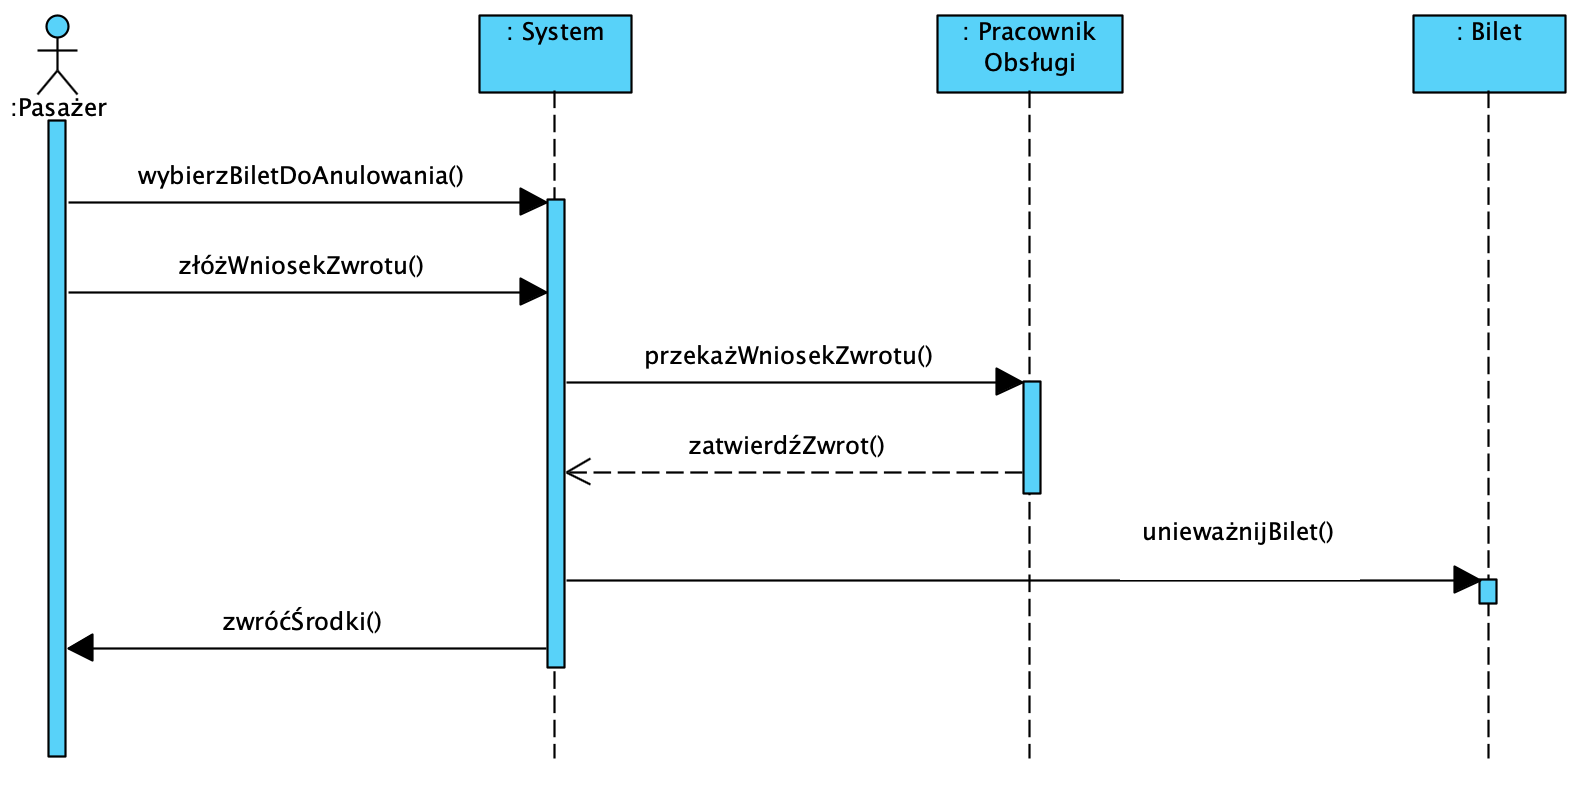 :Pasażer
: System
: Pracownik
Obsługi
: Bilet
wybierzBiletDoAnulowania()
złóżWniosekZwrotu()
przekażWniosekZwrotu()
zatwierdźZwrot()
unieważnijBilet()
zwróćŚrodki()